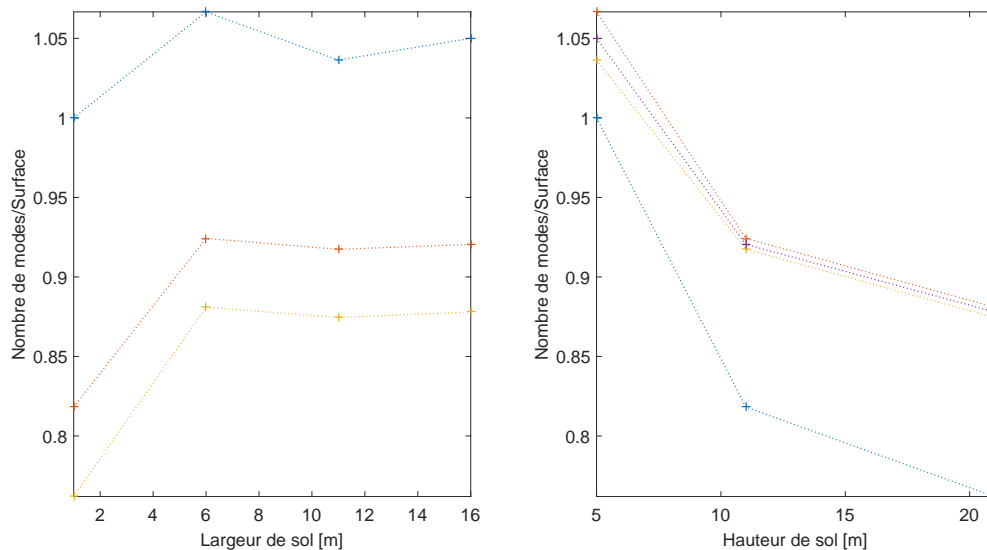 Nombre de modes/Surface
1.05
1
0.95
0.9
0.85
0.8
2 4 6 8 10 12 14 16
Largeur de sol [m]
Nombre de modes/Surface
1.05
1
0.95
0.9
0.85
0.8
5 10 15 20
Hauteur de sol [m]